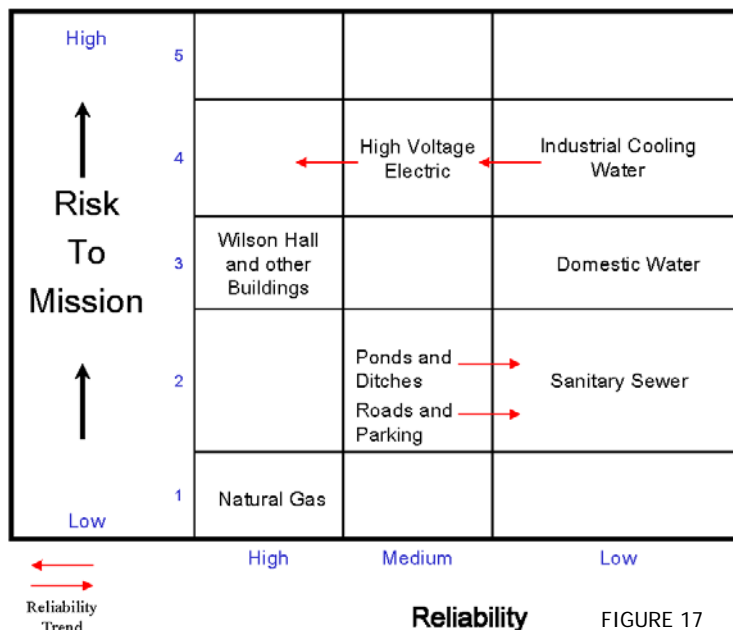 High
5
4
High Voltage
Electric
Industrial Cooling
Water
Risk
To
Mission
3
Wilson Hall
and other
Buildings
Domestic Water
2
Ponds and
Ditches
Roads and
Parking
Sanitary Sewer
1
Natural Gas
Low
High
Medium
Low
Reliability
Trend
Reliability
FIGURE 17